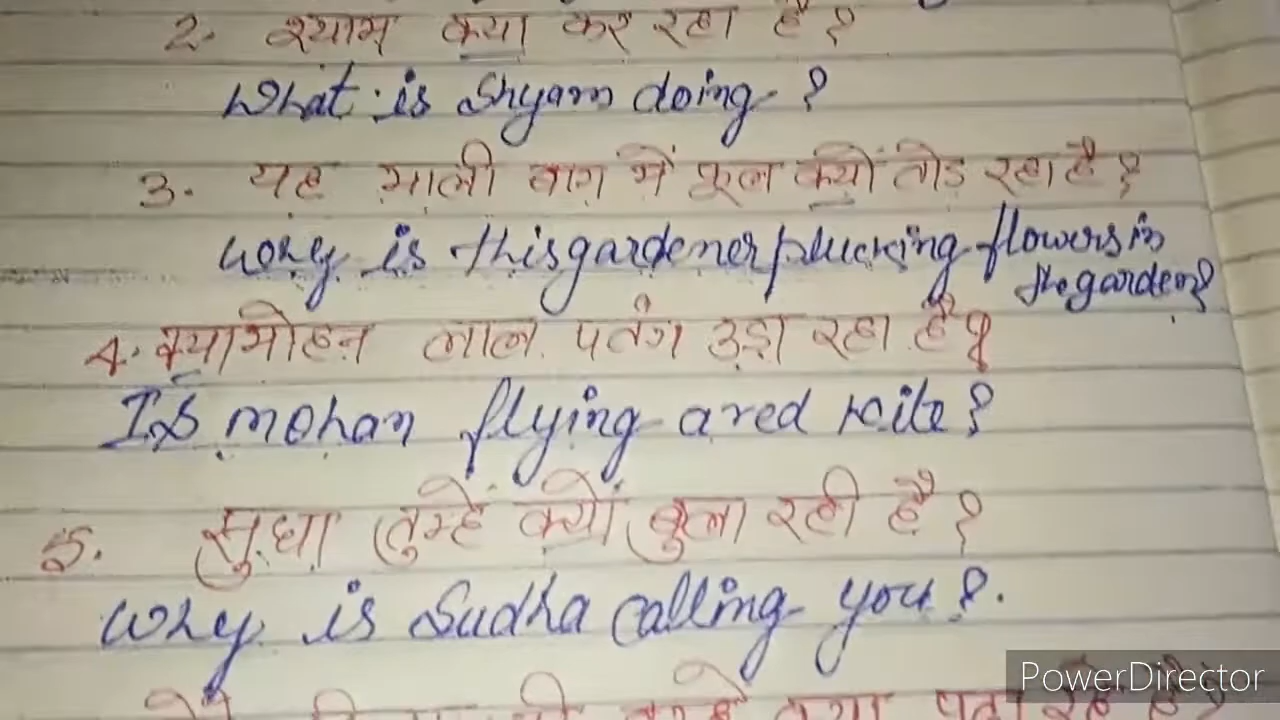 2. श्याम क्या कर रहा है?
What is Shyam doing?
3. यह माली बाग में फूल क्यों तोड़ रहा है?
Why is this gardener plucking flowers in
the garden?
4. क्या मोहन लाल पतंग उड़ा रहा है?
Is mohan flying a red kite?
5. सुधा तुम्हें क्यों बुला रही है?
Why is Sudha calling you?.
क्या
PowerDirector